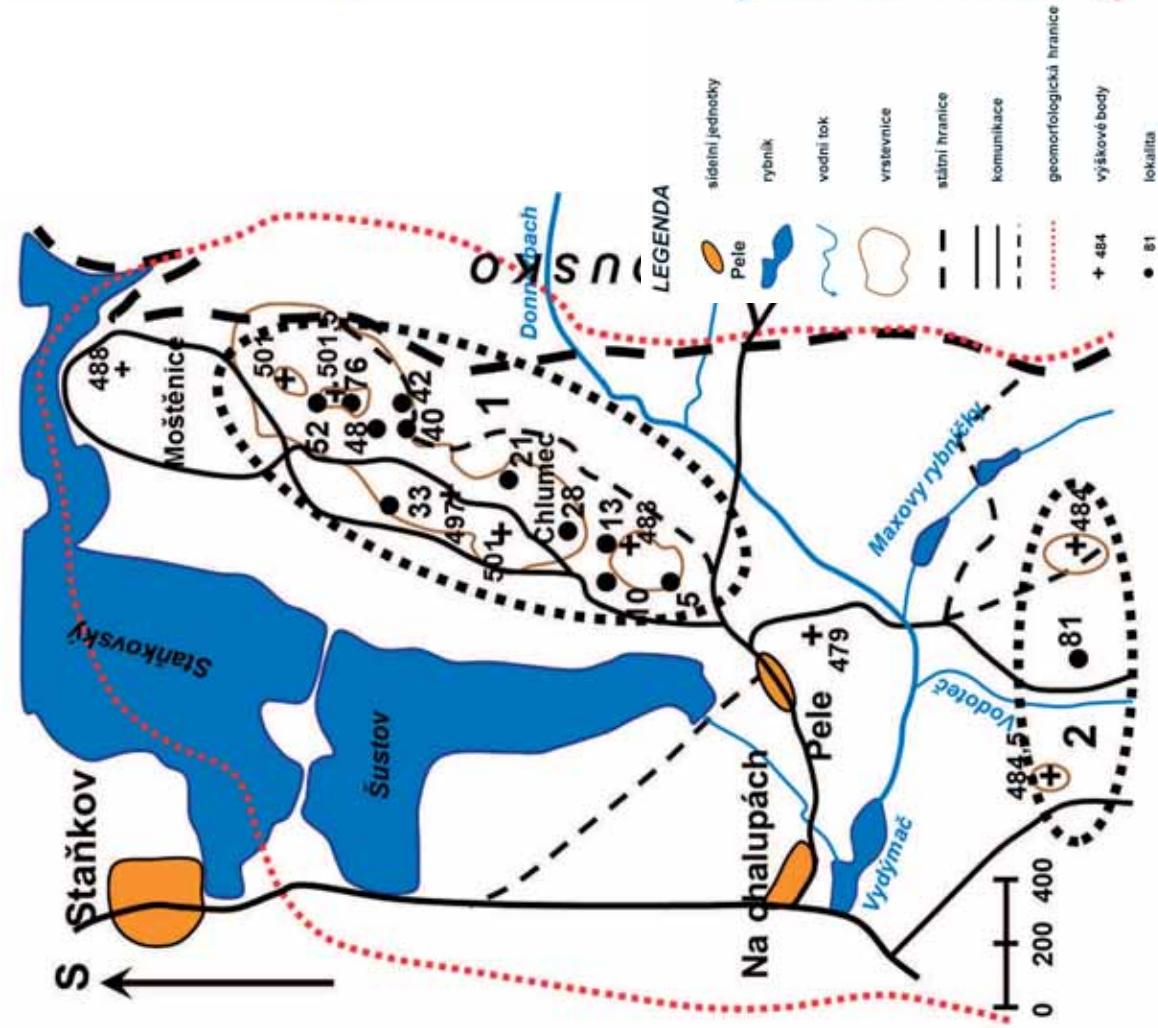 S
Staňkov
Staňkovský
Šustov
Moštěnice
488
501
501,5
76
52
48
42
40
1
33
497
21
Chlumec
501
28
13
483
10
5
Donnerbach
ousko
Pele
479
Na chalupách
Vydýmač
Maxovy rybníčky
Vodoteč
484
81
484,5
2
0 200 400
LEGENDA
Pele
sídelní jednotky
rybník
vodní tok
vrstevnice
státní hranice
komunikace
geomorfologická hranice
484
výškové body
81
lokalita